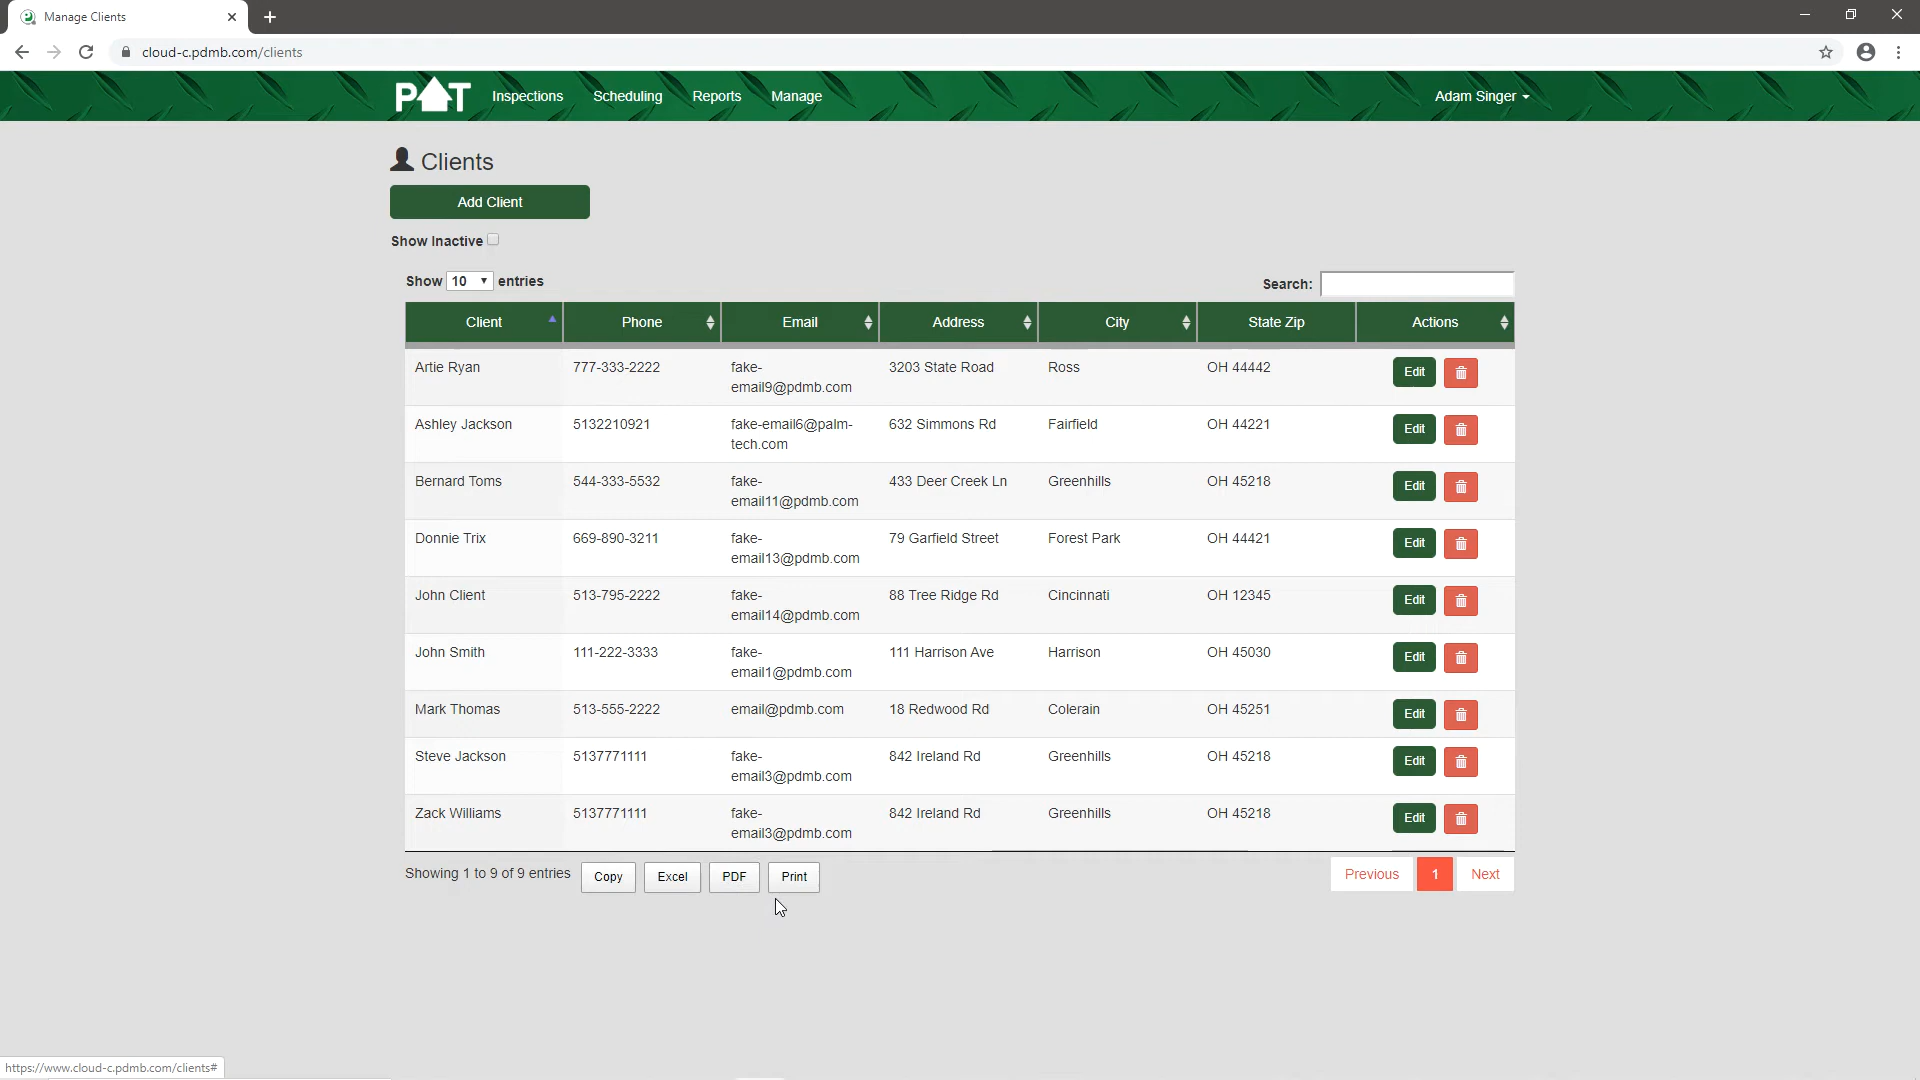 Manage Clients
cloud-c.pdmb.com/clients
PAT Inspections Scheduling Reports Manage Adam Singer
Clients
Add Client
Show Inactive
Show 10 entries Search:
Client Phone Email Address City State Zip Actions
Artie Ryan 777-333-2222 fake- 3203 State Road Ross OH 44442 Edit
email9@pdmb.com
Ashley Jackson 5132210921 fake-email6@palm- 632 Simmons Rd Fairfield OH 44221 Edit
tech.com
Bernard Toms 544-333-5532 fake- 433 Deer Creek Ln Greenhills OH 45218 Edit
email11@pdmb.com
Donnie Trix 669-890-3211 fake- 79 Garfield Street Forest Park OH 44421 Edit
email13@pdmb.com
John Client 513-795-2222 fake- 88 Tree Ridge Rd Cincinnati OH 12345 Edit
email14@pdmb.com
John Smith 111-222-3333 fake- 111 Harrison Ave Harrison OH 45030 Edit
email1@pdmb.com
Mark Thomas 513-555-2222 email@pdmb.com 18 Redwood Rd Colerain OH 45251 Edit
Steve Jackson 5137771111 fake- 842 Ireland Rd Greenhills OH 45218 Edit
email3@pdmb.com
Zack Williams 5137771111 fake- 842 Ireland Rd Greenhills OH 45218 Edit
email3@pdmb.com
Showing 1 to 9 of 9 entries Copy Excel PDF Print Previous 1 Next
https://www.cloud-c.pdmb.com/clients#